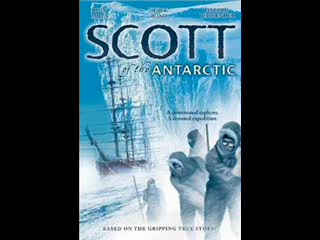 SCOTT
of the ANTARCTIC
A determined explorer.
A doomed expedition.
BASED ON THE GRIPPING TRUE STORY!